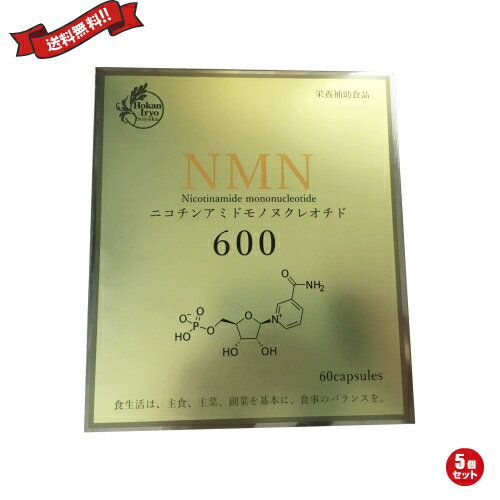 送料無料!!
Hokan
Iryo
Seiyaku
栄養補助食品
NMN
Nicotinamide mononucleotide
ニコチンアミドモノヌクレオチド
600
O
NH₂
O
O⁻
P
HO
O
O
N⁺
HO
OH
60capsules
食生活は、主食、主菜、副菜を基本に、食事のバランスを。
5個
セット